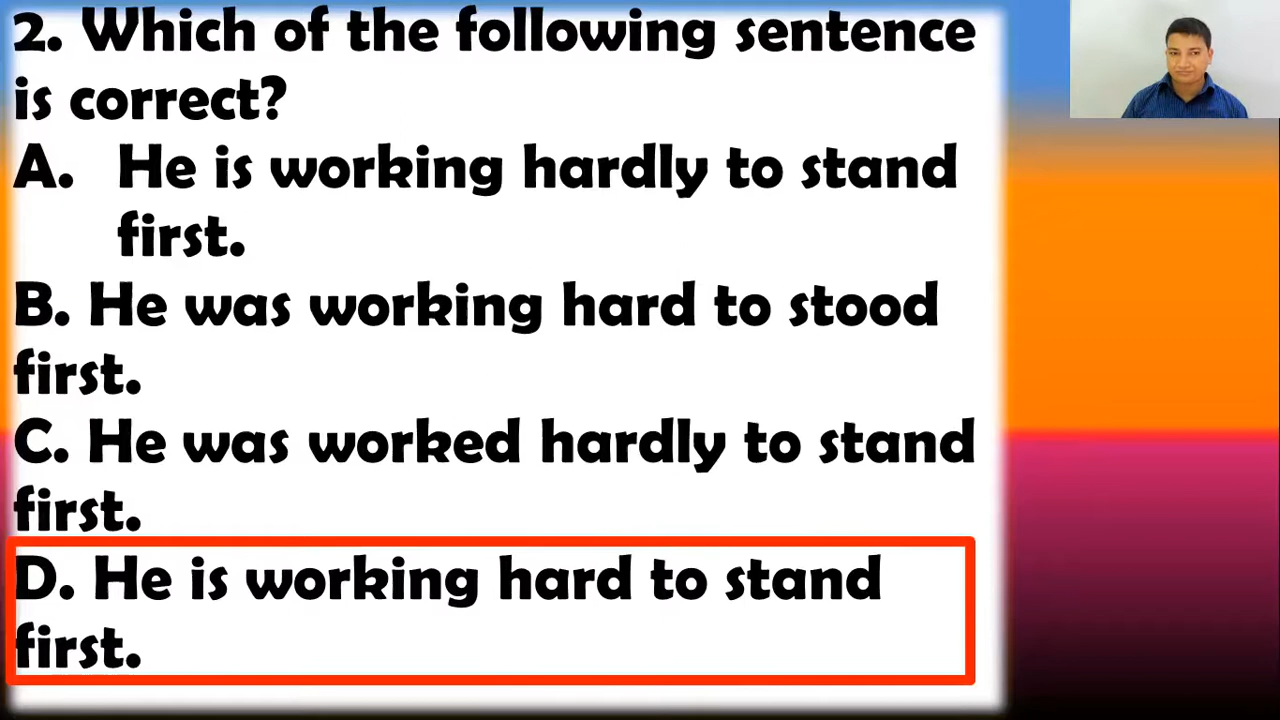 2. Which of the following sentence
is correct?
A. He is working hardly to stand
first.
B. He was working hard to stood
first.
C. He was worked hardly to stand
first.
D. He is working hard to stand
first.